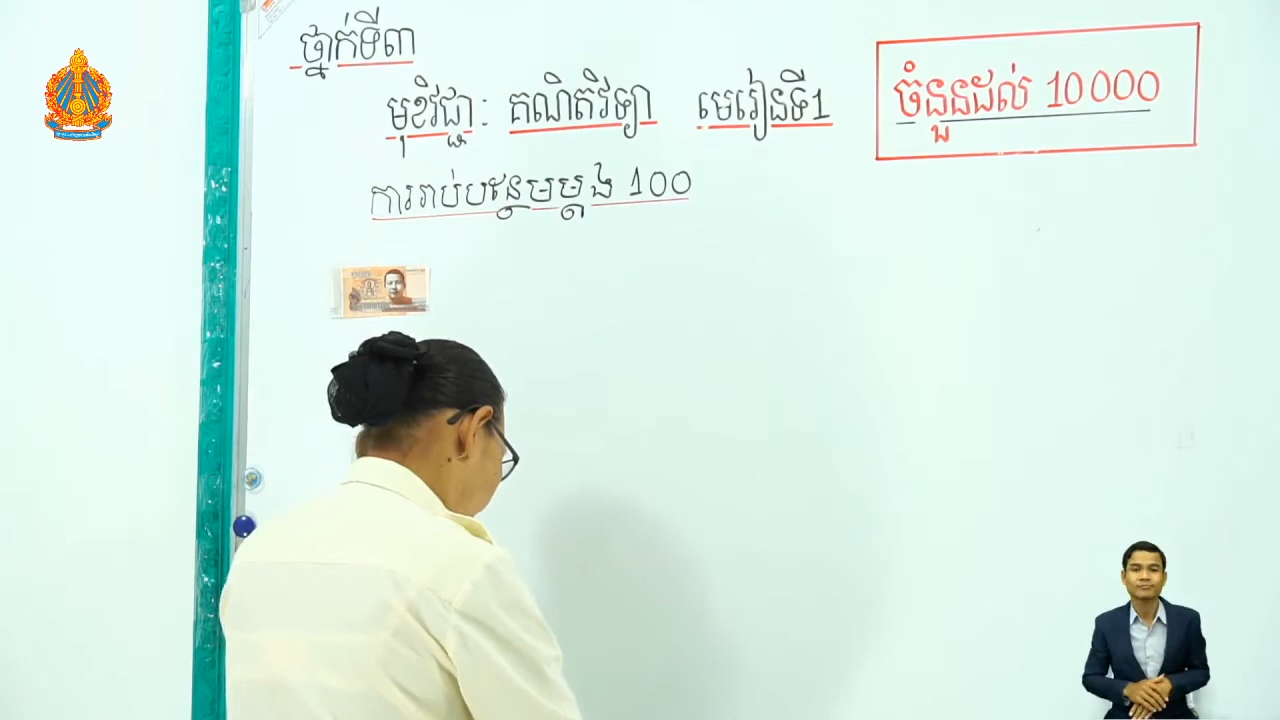 ថ្នាក់ទី៣
មុខវិជ្ជា: គណិតវិទ្យា មេរៀនទី1
ចំនួនដល់ 10000
ការរាប់បន្ថែមម្តង 100